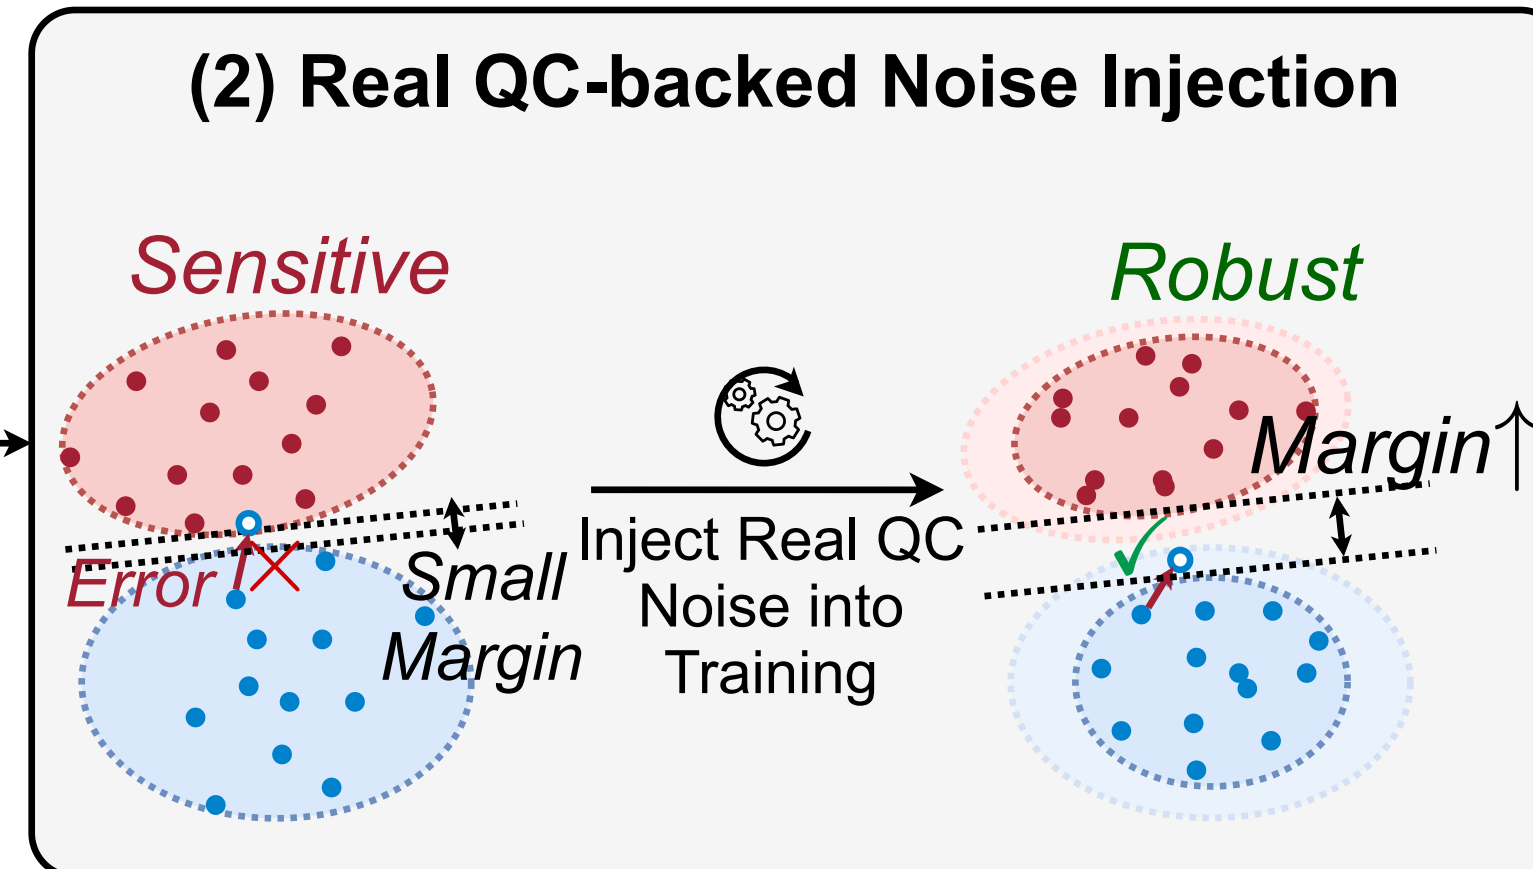 (2) Real QC-backed Noise Injection
Sensitive
Robust
Margin↑
Error
Small
Margin
Inject Real QC
Noise into
Training